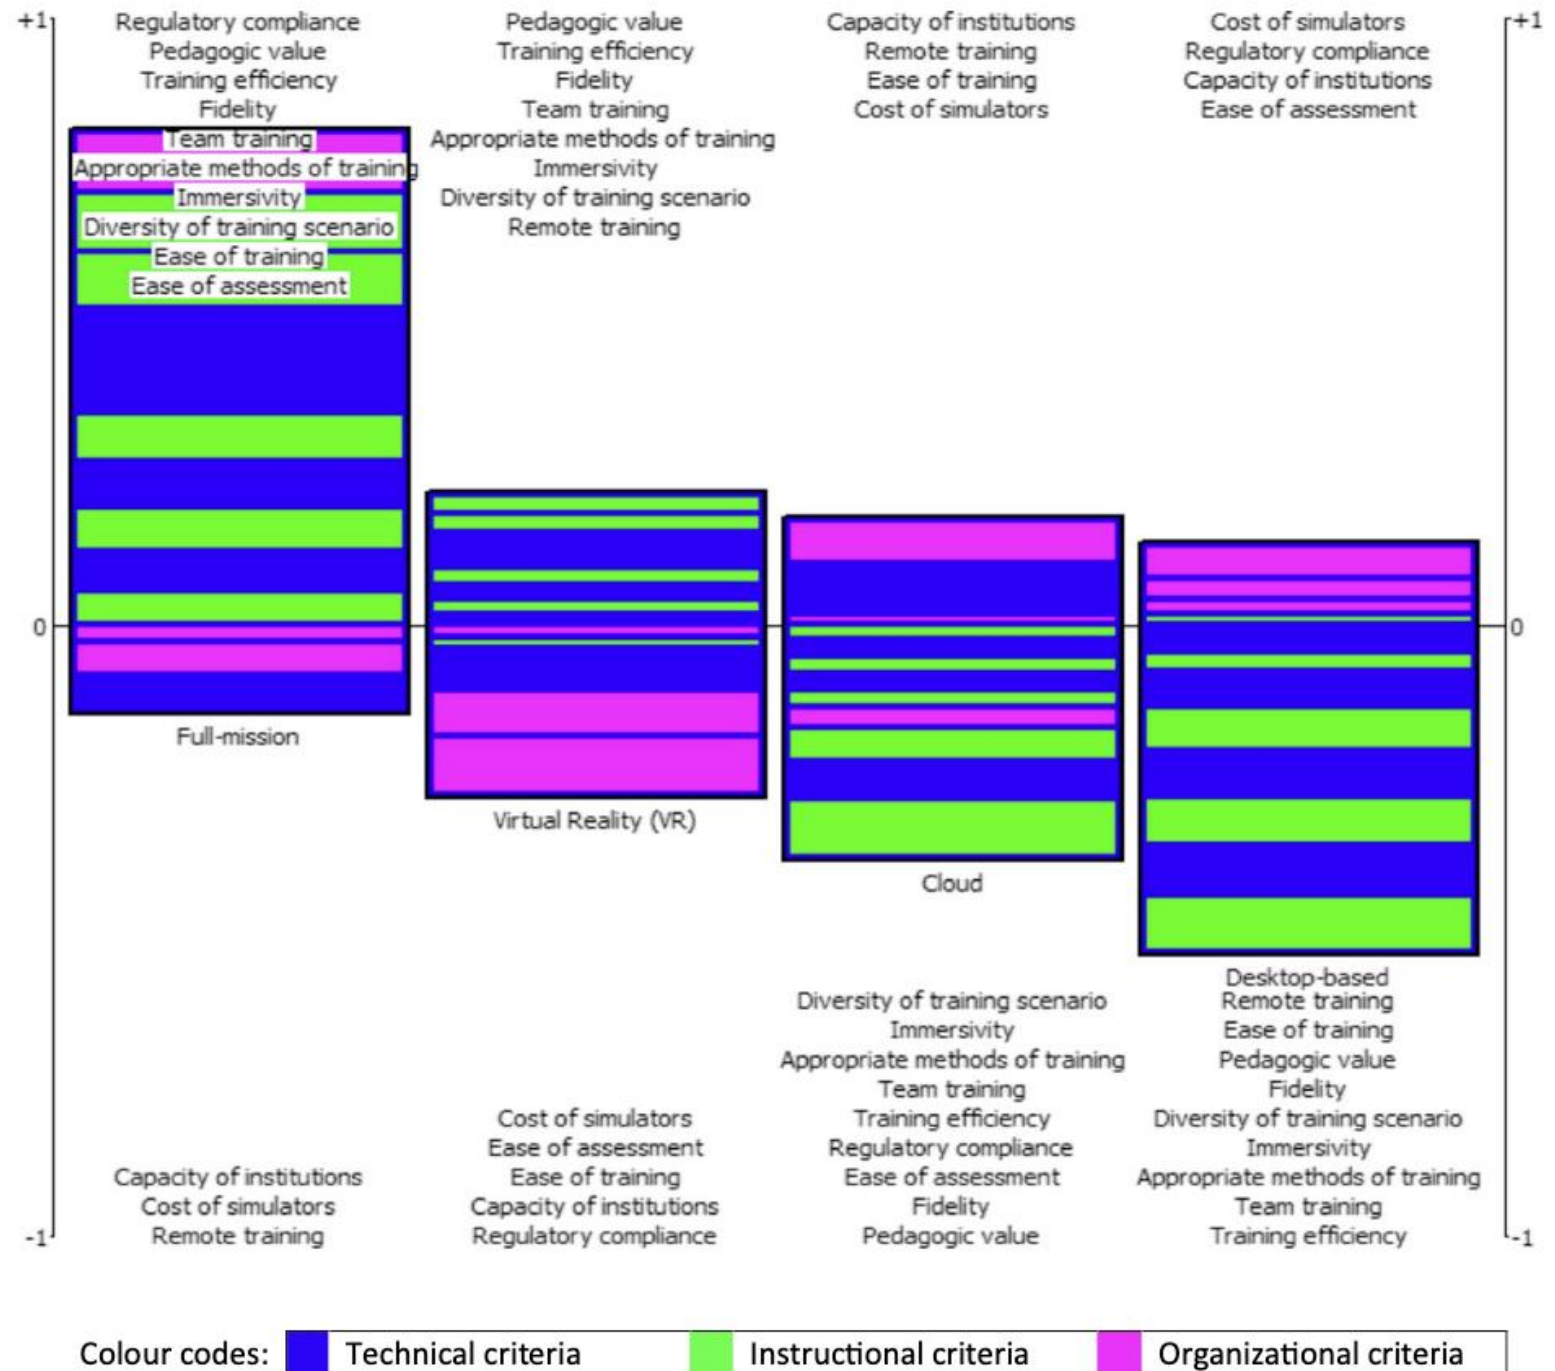 +1
Regulatory compliance
Pedagogic value
Training efficiency
Fidelity
Team training
Appropriate methods of training
Immersivity
Diversity of training scenario
Ease of training
Ease of assessment
Full-mission
Capacity of institutions
Cost of simulators
Remote training
Pedagogic value
Training efficiency
Fidelity
Team training
Appropriate methods of training
Immersivity
Diversity of training scenario
Remote training
Virtual Reality (VR)
Cost of simulators
Ease of assessment
Ease of training
Capacity of institutions
Regulatory compliance
Capacity of institutions
Remote training
Ease of training
Cost of simulators
Cloud
Diversity of training scenario
Immersivity
Appropriate methods of training
Team training
Training efficiency
Regulatory compliance
Ease of assessment
Fidelity
Pedagogic value
Cost of simulators
Regulatory compliance
Capacity of institutions
Ease of assessment
Desktop-based
Remote training
Ease of training
Pedagogic value
Fidelity
Diversity of training scenario
Immersivity
Appropriate methods of training
Team training
Training efficiency
+1
0
0
-1
-1
Colour codes: Technical criteria Instructional criteria Organizational criteria